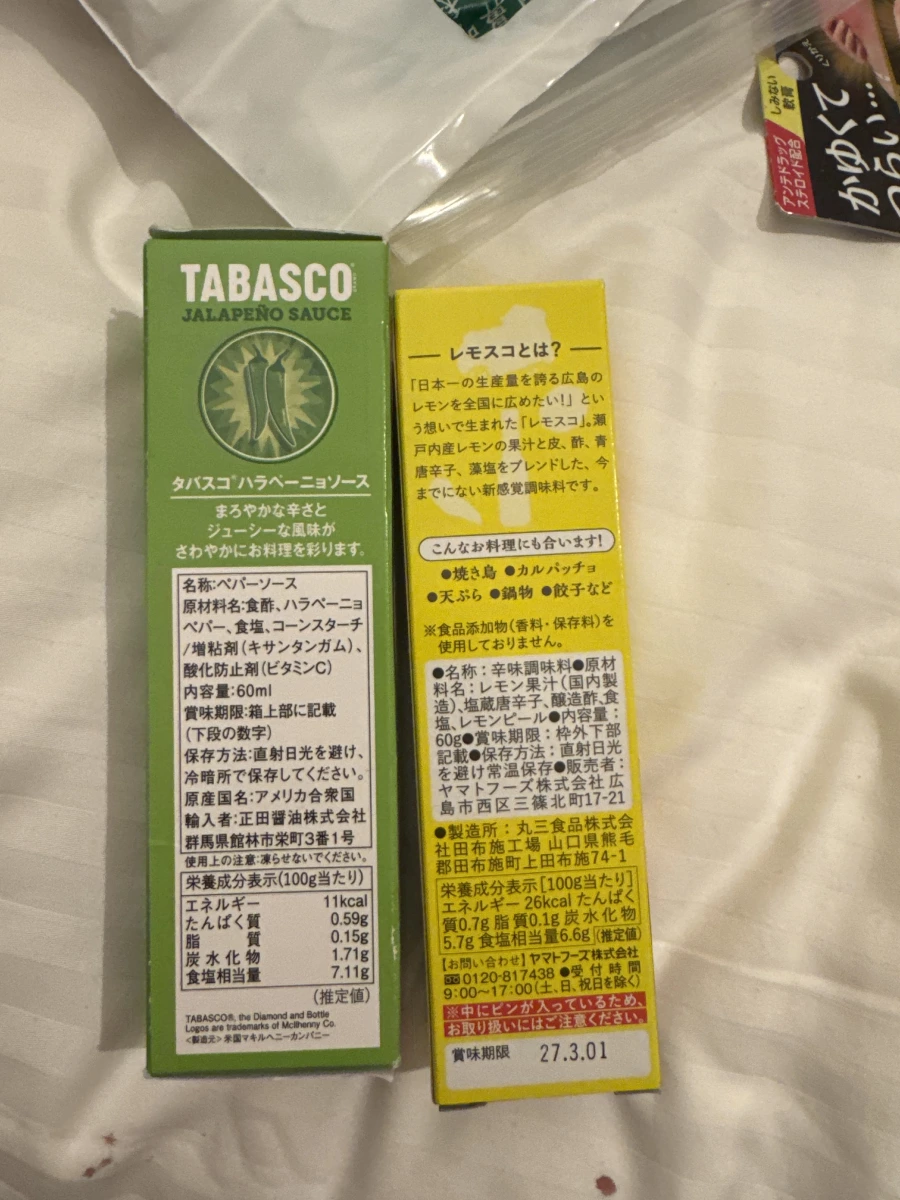 しみない
軟膏
アンテドラッグ
ステロイド配合
かゆくて
つらい…
くりかえ
TABASCO®
JALAPEÑO SAUCE
タバスコ®ハラペーニョソース
まろやかな辛さと
ジューシーな風味が
さわやかにお料理を彩ります。
名称:ペパーソース
原材料名:食酢、ハラペーニョ
ペパー、食塩、コーンスターチ
/増粘剤(キサンタンガム)、
酸化防止剤(ビタミンC)
内容量:60ml
賞味期限:箱上部に記載
(下段の数字)
保存方法:直射日光を避け、
冷暗所で保存してください。
原産国名:アメリカ合衆国
輸入者:正田醤油株式会社
群馬県館林市栄町3番1号
使用上の注意:凍らせないでください。
栄養成分表示(100g当たり)
エネルギー 11kcal
たんぱく質 0.59g
脂質 0.15g
炭水化物 1.71g
食塩相当量 7.11g
(推定値)
TABASCO®, the Diamond and Bottle
Logos are trademarks of McIlhenny Co.
<製造元>米国マキルヘニーカンパニー
レモスコとは?
「日本一の生産量を誇る広島の
レモンを全国に広めたい!」とい
う想いで生まれた「レモスコ」。瀬
戸内産レモンの果汁と皮、酢、青
唐辛子、藻塩をブレンドした、今
までにない新感覚調味料です。
こんなお料理にも合います!
●焼き鳥 ●カルパッチョ
●天ぷら ●鍋物 ●餃子など
※食品添加物(香料・保存料)を
使用しておりません。
●名称:辛味調味料●原材
料名:レモン果汁(国内製
造)、塩蔵唐辛子、醸造酢、食
塩、レモンピール●内容量:
60g●賞味期限:枠外下部
記載●保存方法:直射日光
を避け常温保存●販売者:
ヤマトフーズ株式会社 広
島市西区三篠北町17-21
●製造所:丸三食品株式会
社田布施工場 山口県熊毛
郡田布施町上田布施74-1
栄養成分表示[100g当たり]
エネルギー 26kcal たんぱく
質0.7g 脂質0.1g 炭水化物
5.7g 食塩相当量6.6g (推定値)
【お問い合わせ】ヤマトフーズ株式会社
0120-817438 ●受付時間
9:00〜17:00(土、日、祝日を除く)
※中にビンが入っているため、
お取り扱いにはご注意ください。
賞味期限 27.3.01